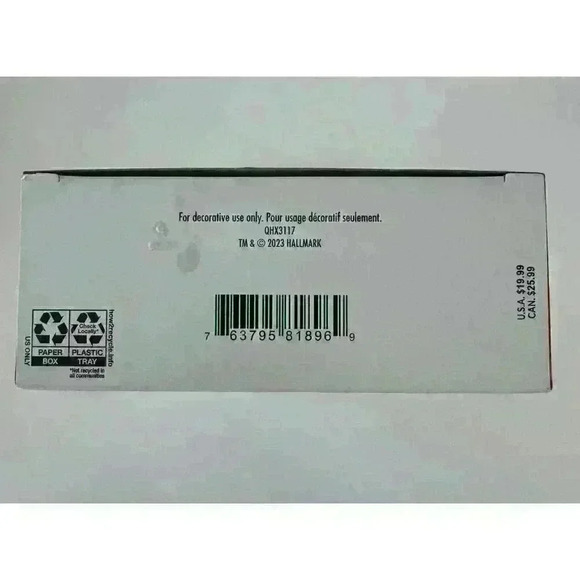 For decorative use only. Pour usage décoratif seulement.
QHX3117
TM & © 2023 HALLMARK
U.S.A. $19.99
CAN. $25.99
7 63795 81896 9
US ONLY
Check Locally*
PAPER
BOX
PLASTIC
TRAY
*Not recycled in
all communities
how2recycle.info